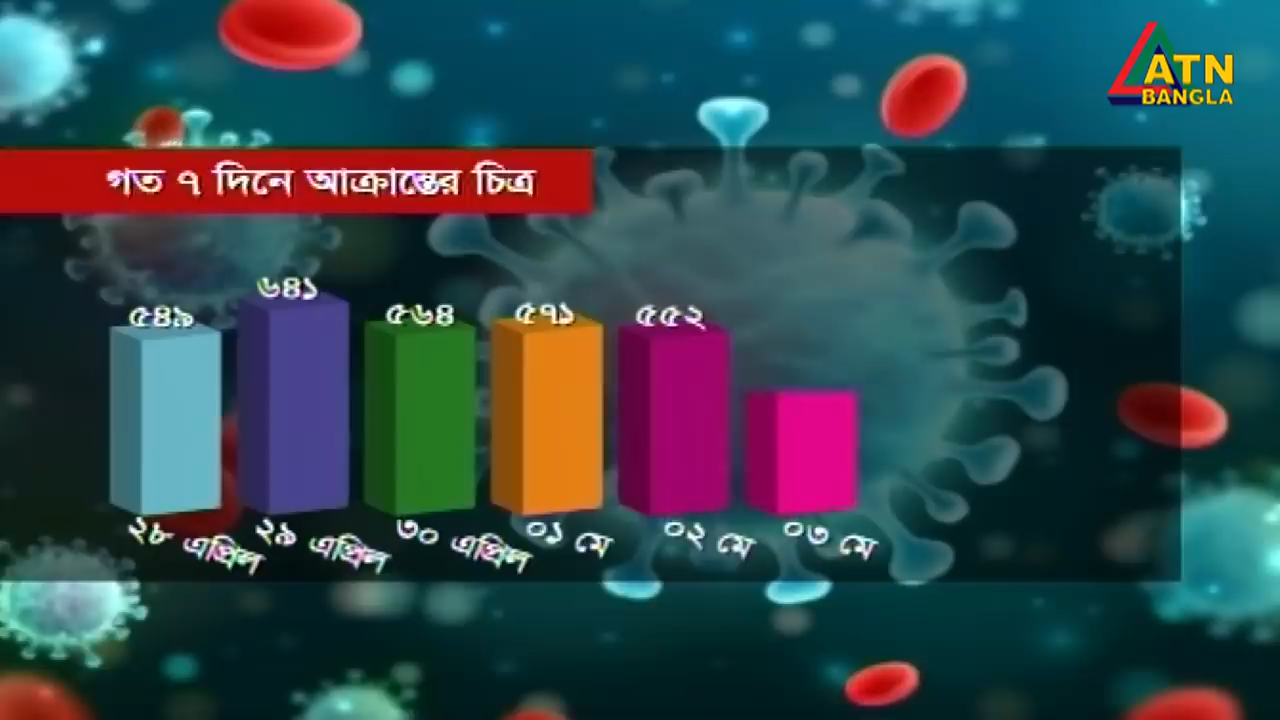 ATN
BANGLA
গত ৭ দিনে আক্রান্তের চিত্র
৫৪৯ ৬৪১ ৫৬৪ ৫৭১ ৫৫২
২৮ এপ্রিল ২৯ এপ্রিল ৩০ এপ্রিল ০১ মে ০২ মে ০৩ মে